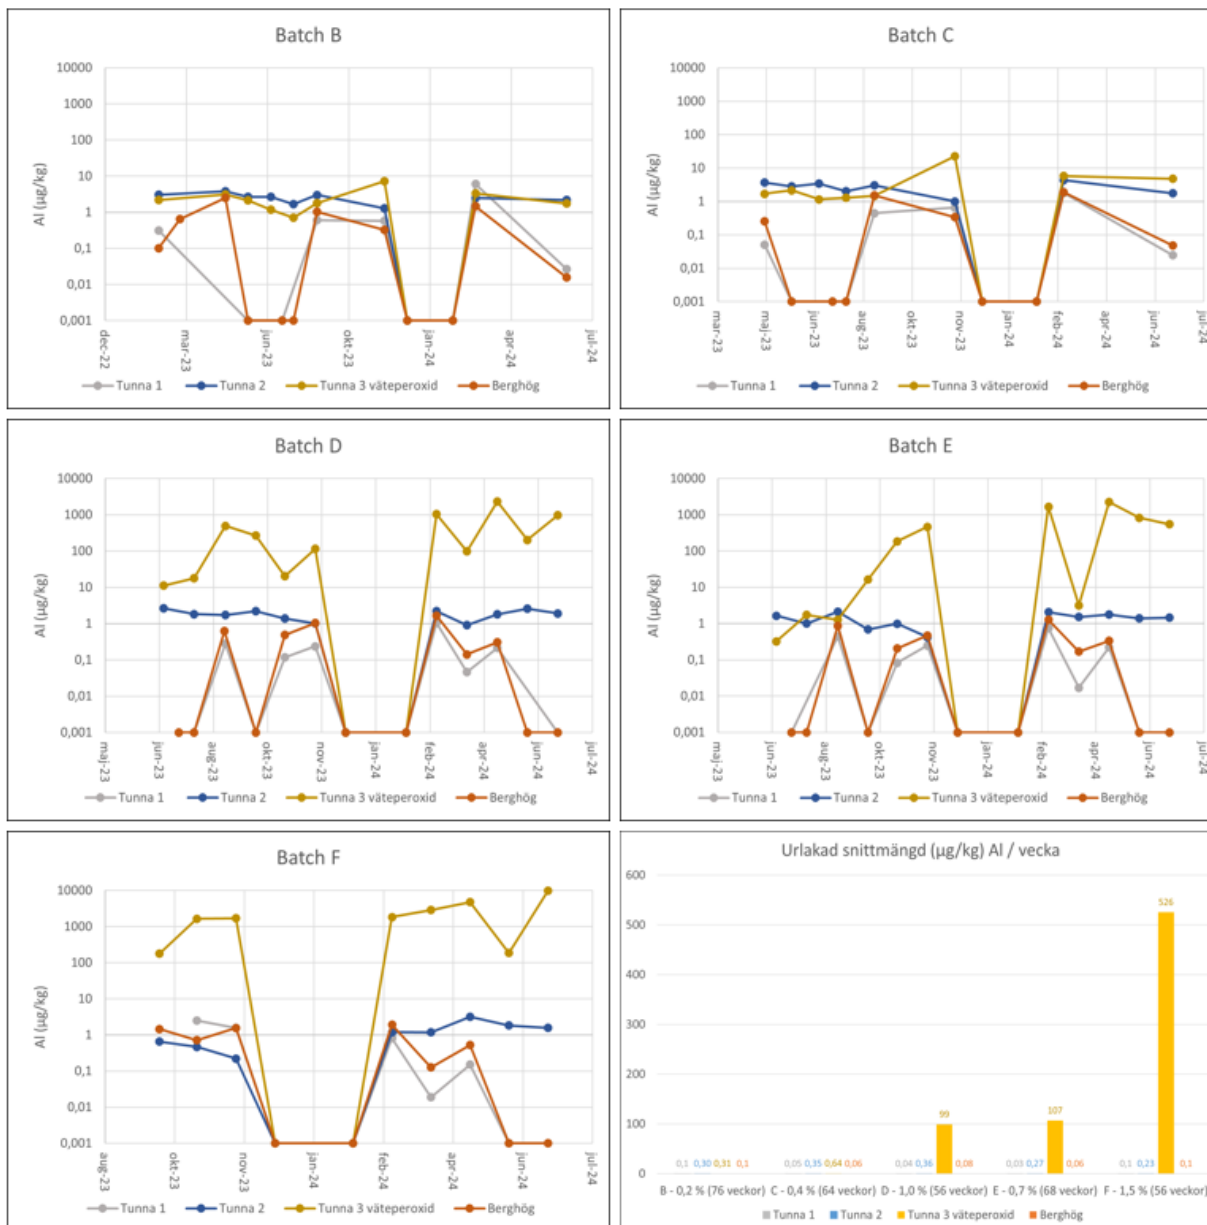 Batch B
10000
1000
100
10
1
0,1
0,01
0,001
Al (µg/kg)
dec-22 mar-23 jun-23 okt-23 jan-24 apr-24 jul-24
Tunna 1 Tunna 2 Tunna 3 väteperoxid Berghög
Batch C
10000
1000
100
10
1
0,1
0,01
0,001
Al (µg/kg)
mar-23 maj-23 jun-23 aug-23 okt-23 nov-23 jan-24 feb-24 apr-24 jun-24 jul-24
Tunna 1 Tunna 2 Tunna 3 väteperoxid Berghög
Batch D
10000
1000
100
10
1
0,1
0,01
0,001
Al (µg/kg)
maj-23 jun-23 aug-23 okt-23 nov-23 jan-24 feb-24 apr-24 jun-24 jul-24
Tunna 1 Tunna 2 Tunna 3 väteperoxid Berghög
Batch E
10000
1000
100
10
1
0,1
0,01
0,001
Al (µg/kg)
maj-23 jun-23 aug-23 okt-23 nov-23 jan-24 feb-24 apr-24 jun-24 jul-24
Tunna 1 Tunna 2 Tunna 3 väteperoxid Berghög
Batch F
10000
1000
100
10
1
0,1
0,01
0,001
Al (µg/kg)
aug-23 okt-23 nov-23 jan-24 feb-24 apr-24 jun-24 jul-24
Tunna 1 Tunna 2 Tunna 3 väteperoxid Berghög
Urlakad snittmängd (µg/kg) Al / vecka
600
500
400
300
200
100
0
526
99
107
0,1 0,30 0,31 0,1 0,05 0,35 0,64 0,06 0,04 0,36 0,08 0,03 0,27 0,06 0,1 0,23 0,1
B - 0,2 % (76 veckor) C - 0,4 % (64 veckor) D - 1,0 % (56 veckor) E - 0,7 % (68 veckor) F - 1,5 % (56 veckor)
Tunna 1 Tunna 2 Tunna 3 väteperoxid Berghög